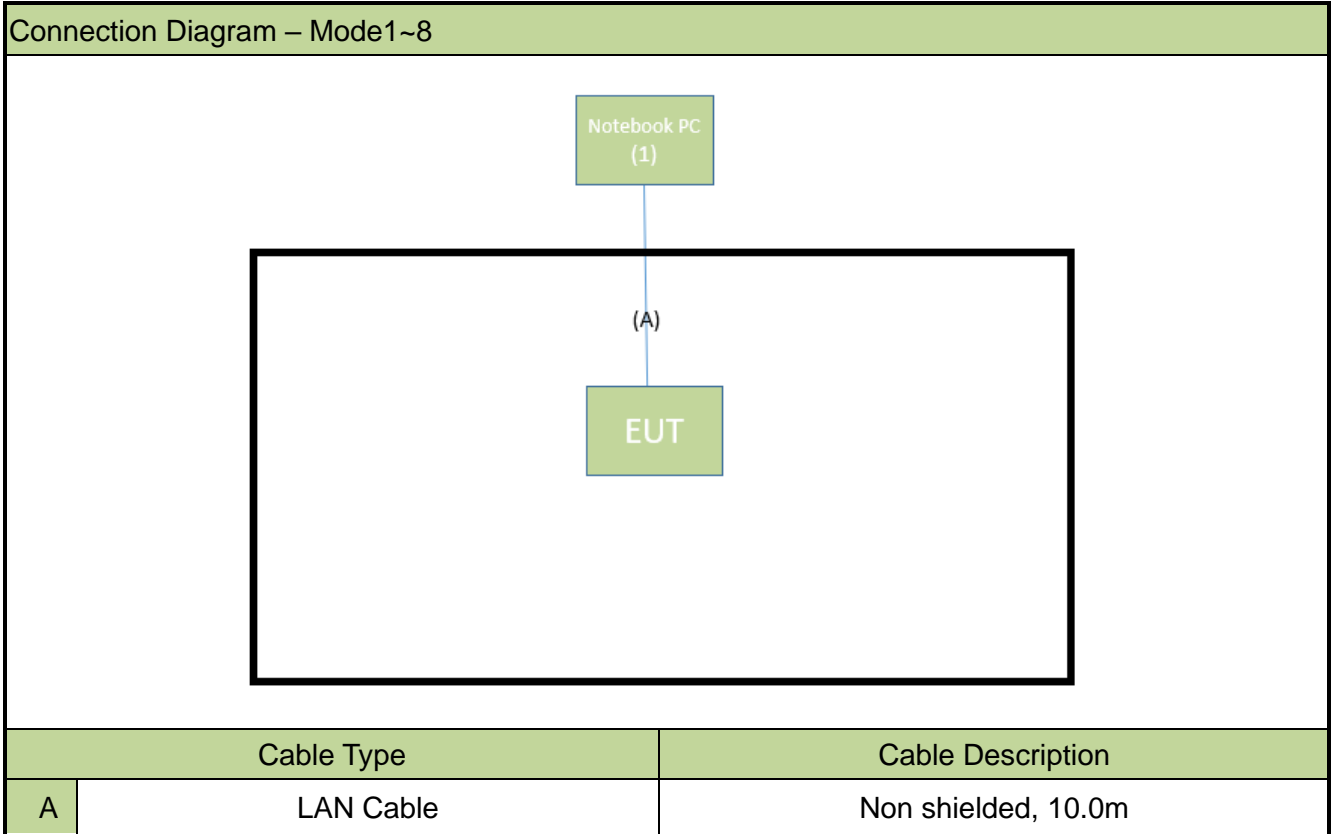 Connection Diagram – Mode1~8
Notebook PC
(1)
(A)
EUT
Cable Type Cable Description
A LAN Cable Non shielded, 10.0m